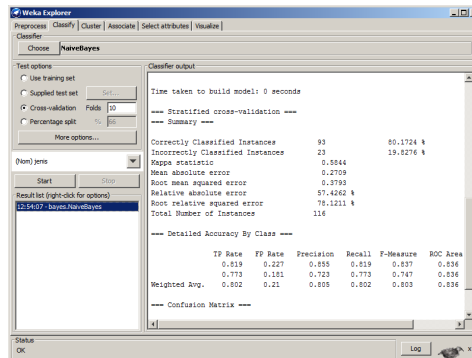 Weka Explorer
Preprocess Classify Cluster Associate Select attributes Visualize
Classifier
Choose NaiveBayes
Test options
Use training set
Supplied test set Set...
Cross-validation Folds 10
Percentage split % 66
More options...
(Nom) jenis
Start Stop
Result list (right-click for options)
12:54:07 - bayes.NaiveBayes
Classifier output
Time taken to build model: 0 seconds
=== Stratified cross-validation ===
=== Summary ===
Correctly Classified Instances 93 80.1724 %
Incorrectly Classified Instances 23 19.8276 %
Kappa statistic 0.5844
Mean absolute error 0.2709
Root mean squared error 0.3793
Relative absolute error 57.4262 %
Root relative squared error 78.1211 %
Total Number of Instances 116
=== Detailed Accuracy By Class ===
TP Rate FP Rate Precision Recall F-Measure ROC Area
0.819 0.227 0.855 0.819 0.837 0.836
0.773 0.181 0.723 0.773 0.747 0.836
Weighted Avg. 0.802 0.21 0.805 0.802 0.803 0.836
=== Confusion Matrix ===
Status
OK
Log
x